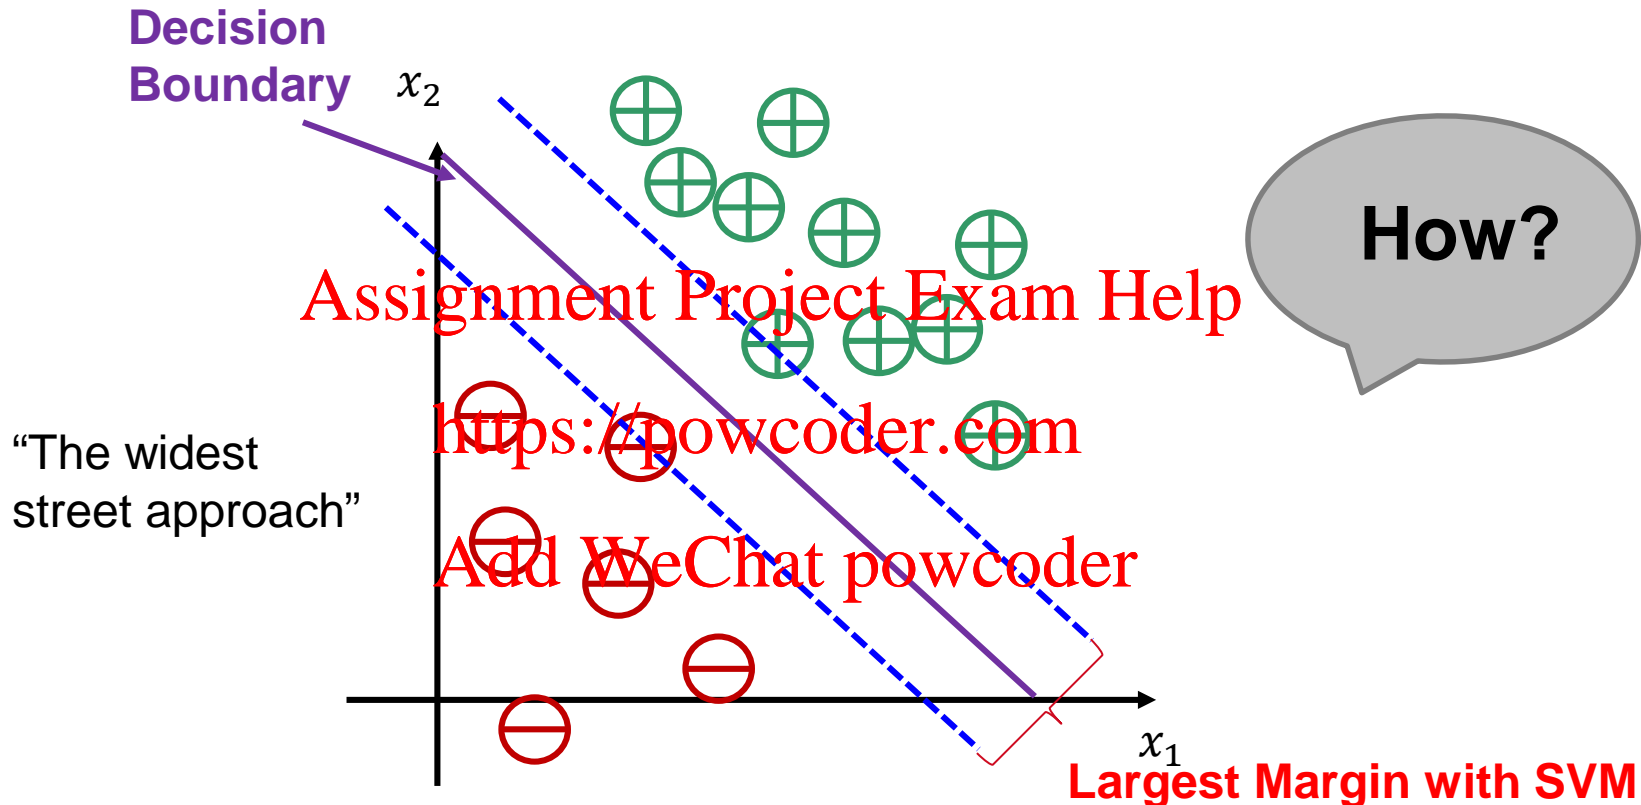 Decision
Boundary
x₂
How?
Assignment Project Exam Help
https://powcoder.com
“The widest
street approach”
Add WeChat powcoder
x₁
Largest Margin with SVM